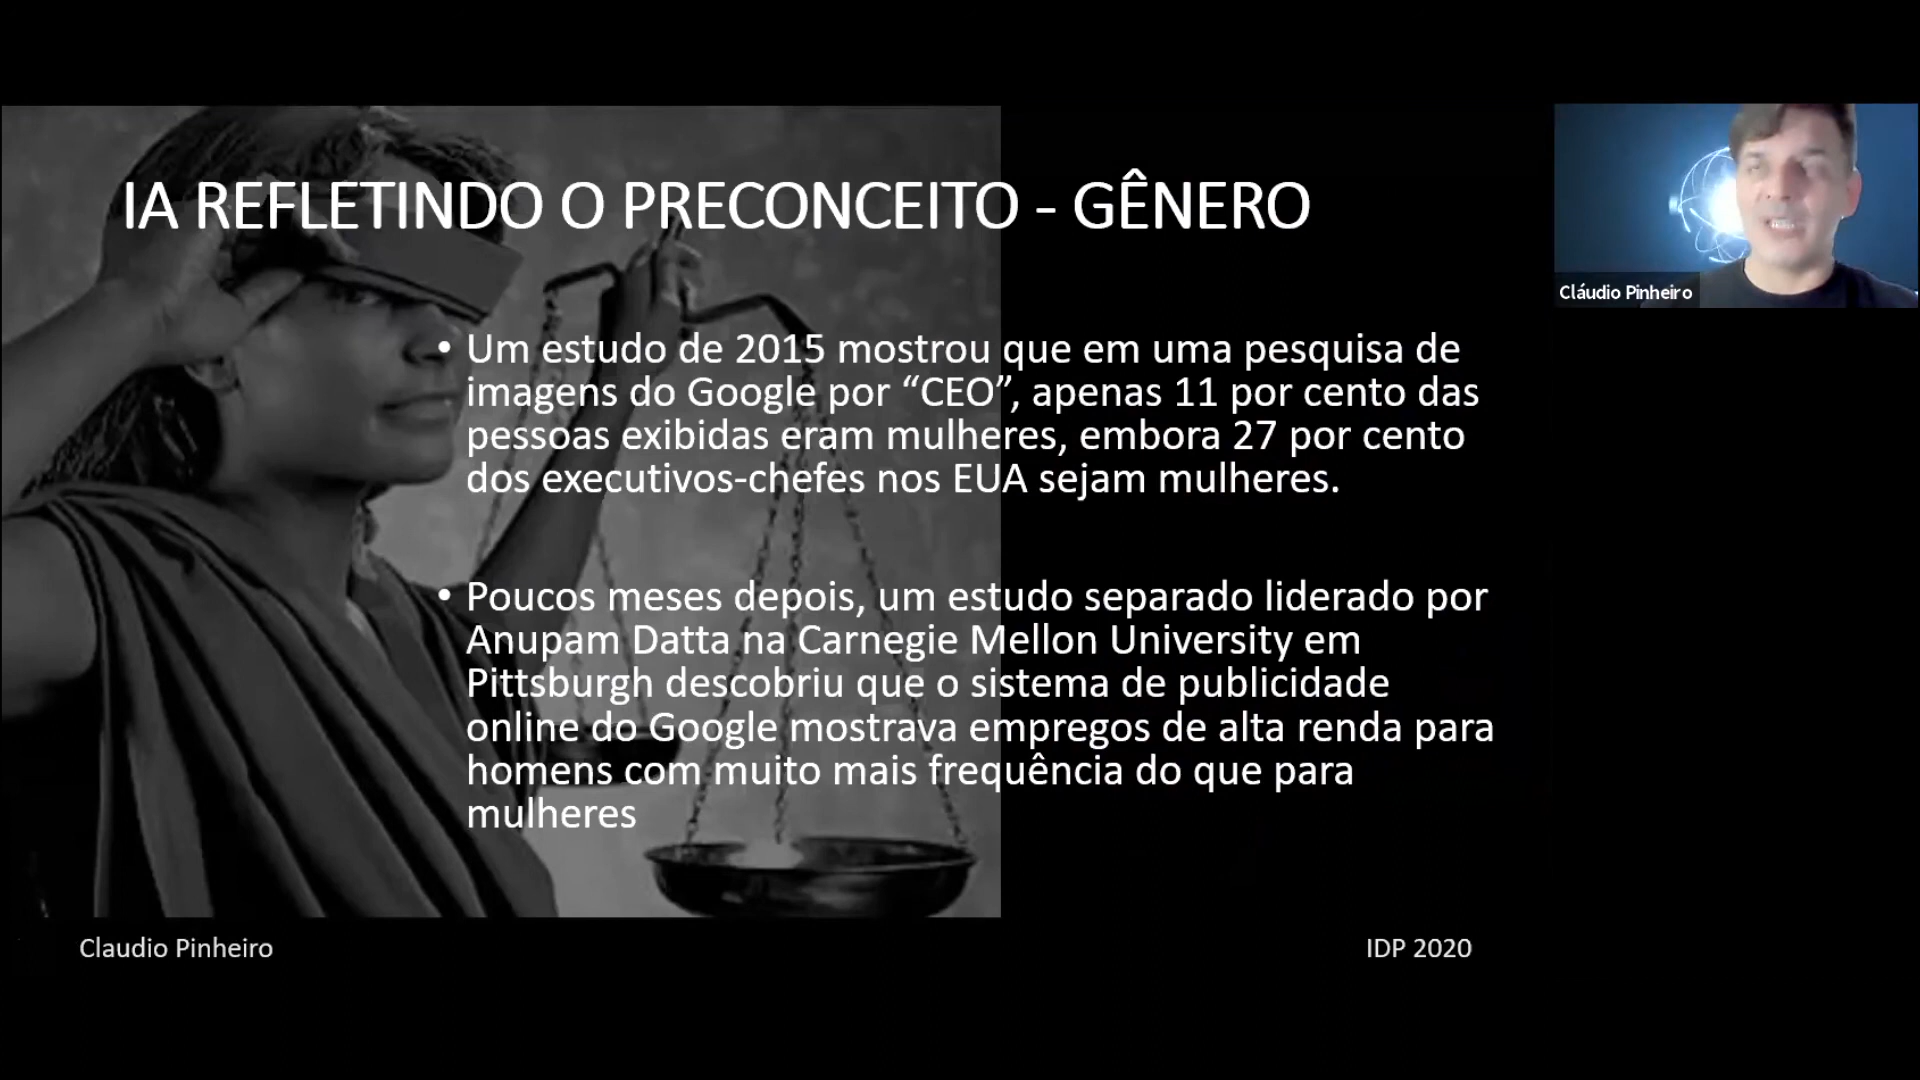 IA REFLETINDO O PRECONCEITO - GÊNERO
Cláudio Pinheiro
• Um estudo de 2015 mostrou que em uma pesquisa de
imagens do Google por “CEO”, apenas 11 por cento das
pessoas exibidas eram mulheres, embora 27 por cento
dos executivos-chefes nos EUA sejam mulheres.
• Poucos meses depois, um estudo separado liderado por
Anupam Datta na Carnegie Mellon University em
Pittsburgh descobriu que o sistema de publicidade
online do Google mostrava empregos de alta renda para
homens com muito mais frequência do que para
mulheres
Claudio Pinheiro
IDP 2020